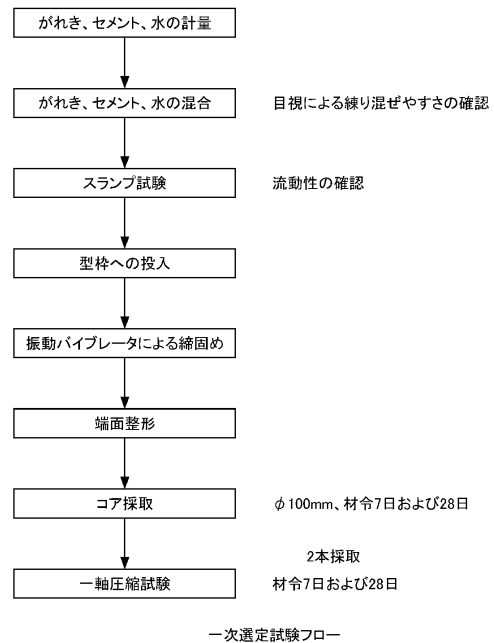 がれき、セメント、水の計量
がれき、セメント、水の混合
目視による練り混ぜやすさの確認
スランプ試験
流動性の確認
型枠への投入
振動バイブレータによる締固め
端面整形
コア採取
φ100mm、材令7日および28日
2本採取
一軸圧縮試験
材令7日および28日
一次選定試験フロー